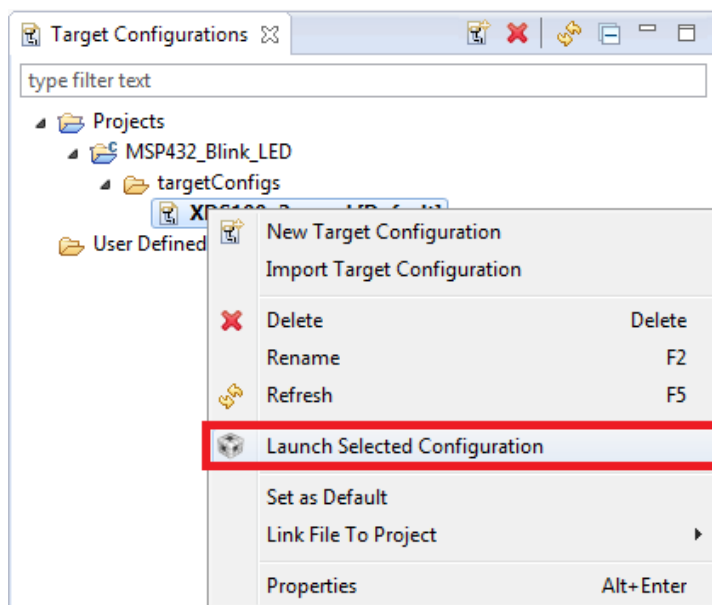 Target Configurations
type filter text
Projects
MSP432_Blink_LED
targetConfigs
User Defined
New Target Configuration
Import Target Configuration
Delete Delete
Rename F2
Refresh F5
Launch Selected Configuration
Set as Default
Link File To Project
Properties Alt+Enter